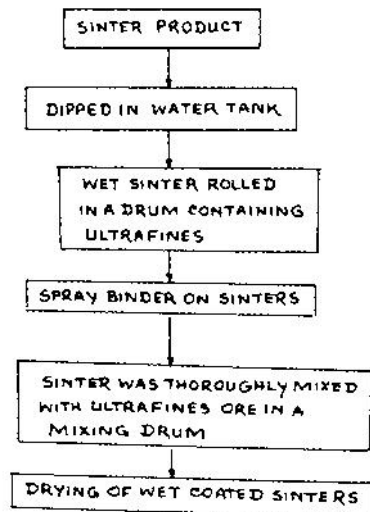 SINTER PRODUCT
DIPPED IN WATER TANK
WET SINTER ROLLED
IN A DRUM CONTAINING
ULTRAFINES
SPRAY BINDER ON SINTERS
SINTER WAS THOROUGHLY MIXED
WITH ULTRAFINES ORE IN A
MIXING DRUM
DRYING OF WET COATED SINTERS